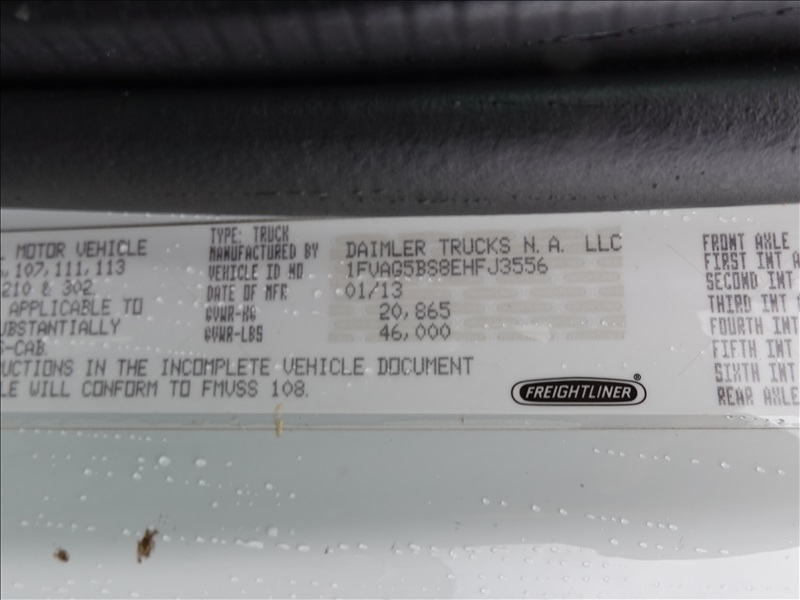 MOTOR VEHICLE
107,111,113
210 & 302
APPLICABLE TO
UBSTANTIALLY
S-CAB.
UCTIONS IN THE INCOMPLETE VEHICLE DOCUMENT
LE WILL CONFORM TO FMVSS 108.
TYPE: TRUCK
MANUFACTURED BY DAIMLER TRUCKS N.A. LLC
VEHICLE ID NO 1FVAG5BS8EHFJ3556
DATE OF MFR 01/13
GVWR-KG 20,865
GVWR-LBS 46,000
FREIGHTLINER®
FRONT AXLE
FIRST INT A
SECOND INT
THIRD INT
FOURTH INT
FIFTH INT
SIXTH INT
REAR AXLE